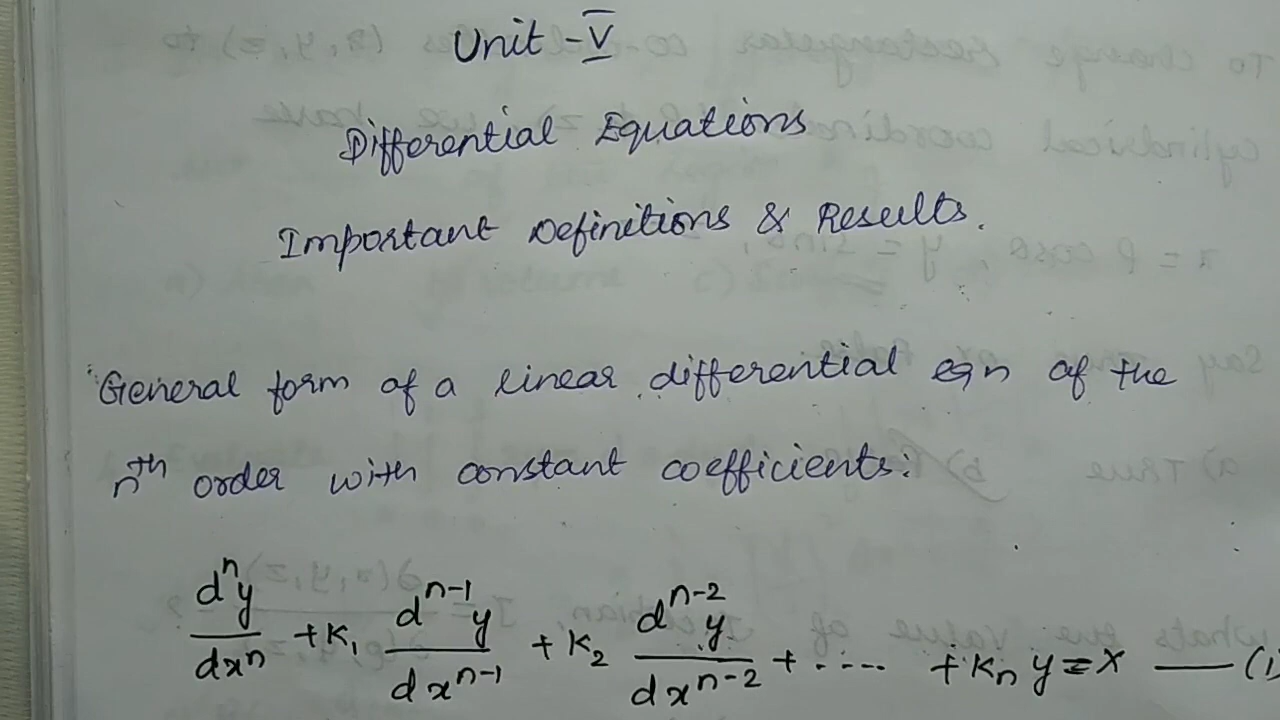 Unit - V
Differential Equations
Important Definitions & Results.
General form of a linear differential eqn of the
nth order with constant coefficients:
dⁿy/dxⁿ + K₁ dⁿ⁻¹y/dxⁿ⁻¹ + K₂ dⁿ⁻²y/dxⁿ⁻² + ..... + Kₙ y = X —— (1)